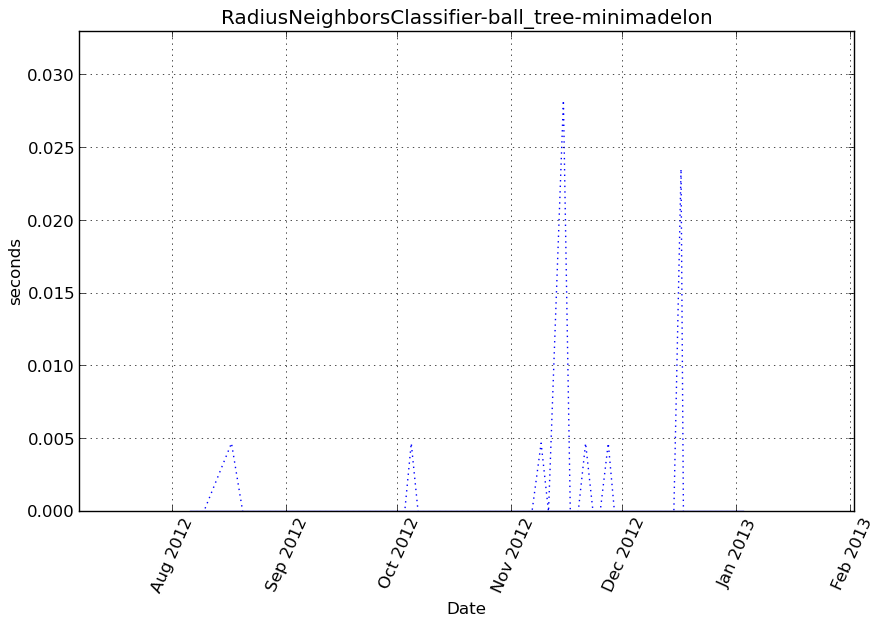 RadiusNeighborsClassifier-ball_tree-minimadelon
0.030
0.025
0.020
0.015
0.010
0.005
0.000
seconds
Aug 2012
Sep 2012
Oct 2012
Nov 2012
Dec 2012
Jan 2013
Feb 2013
Date